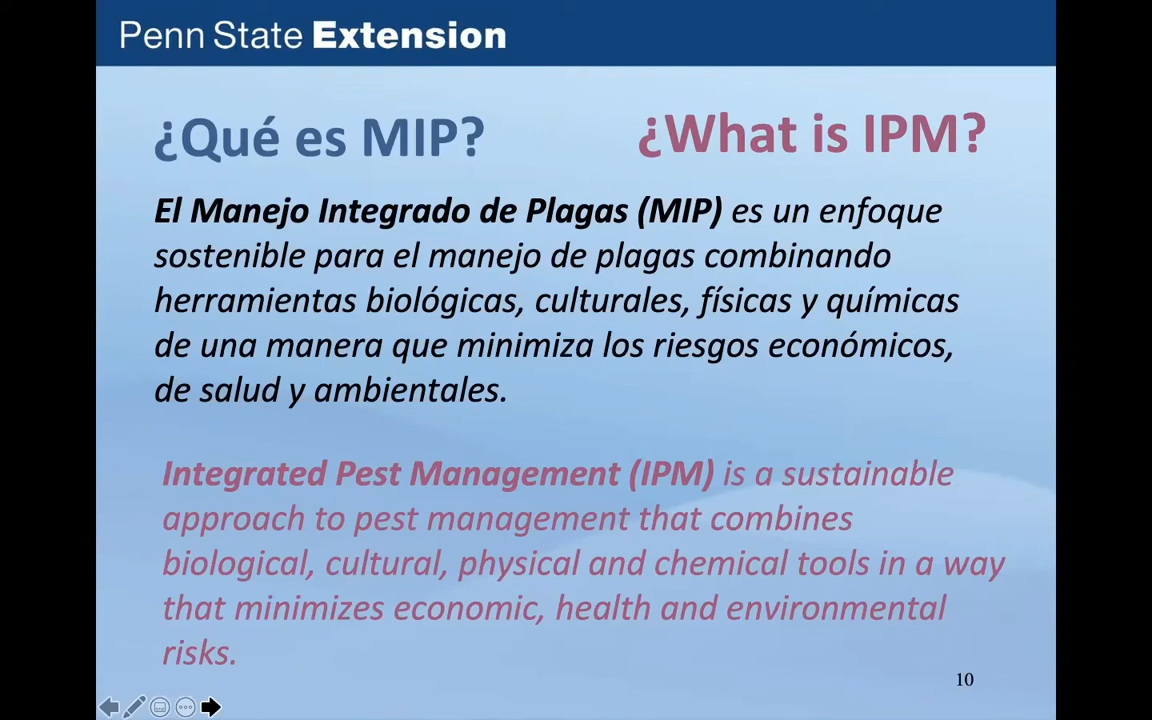 Penn State Extension
¿Qué es MIP?
¿What is IPM?
El Manejo Integrado de Plagas (MIP) es un enfoque
sostenible para el manejo de plagas combinando
herramientas biológicas, culturales, físicas y químicas
de una manera que minimiza los riesgos económicos,
de salud y ambientales.
Integrated Pest Management (IPM) is a sustainable
approach to pest management that combines
biological, cultural, physical and chemical tools in a way
that minimizes economic, health and environmental
risks.
10